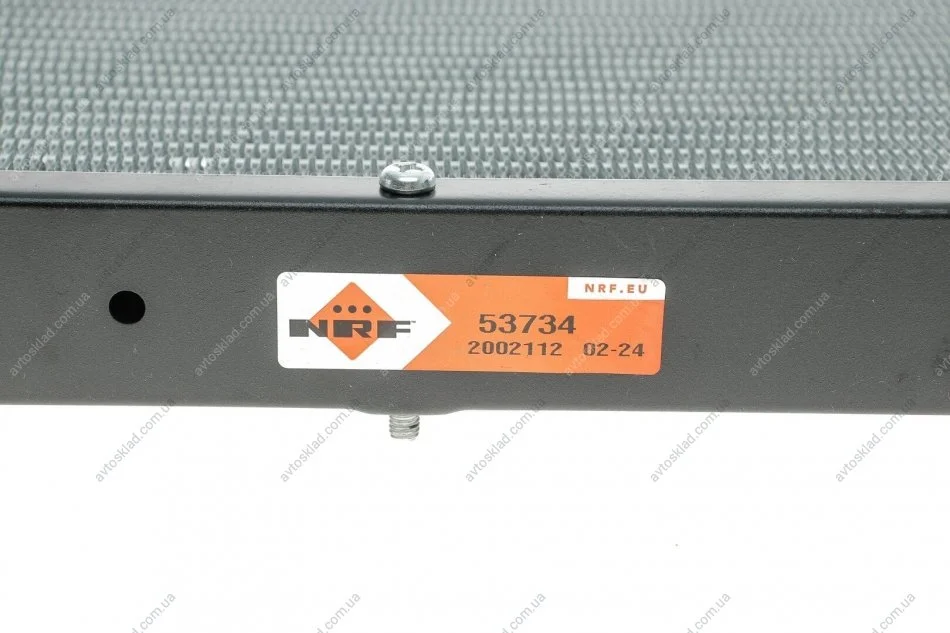 NRF.EU
NRF
53734
2002112 02-24
avtosklad.com.ua